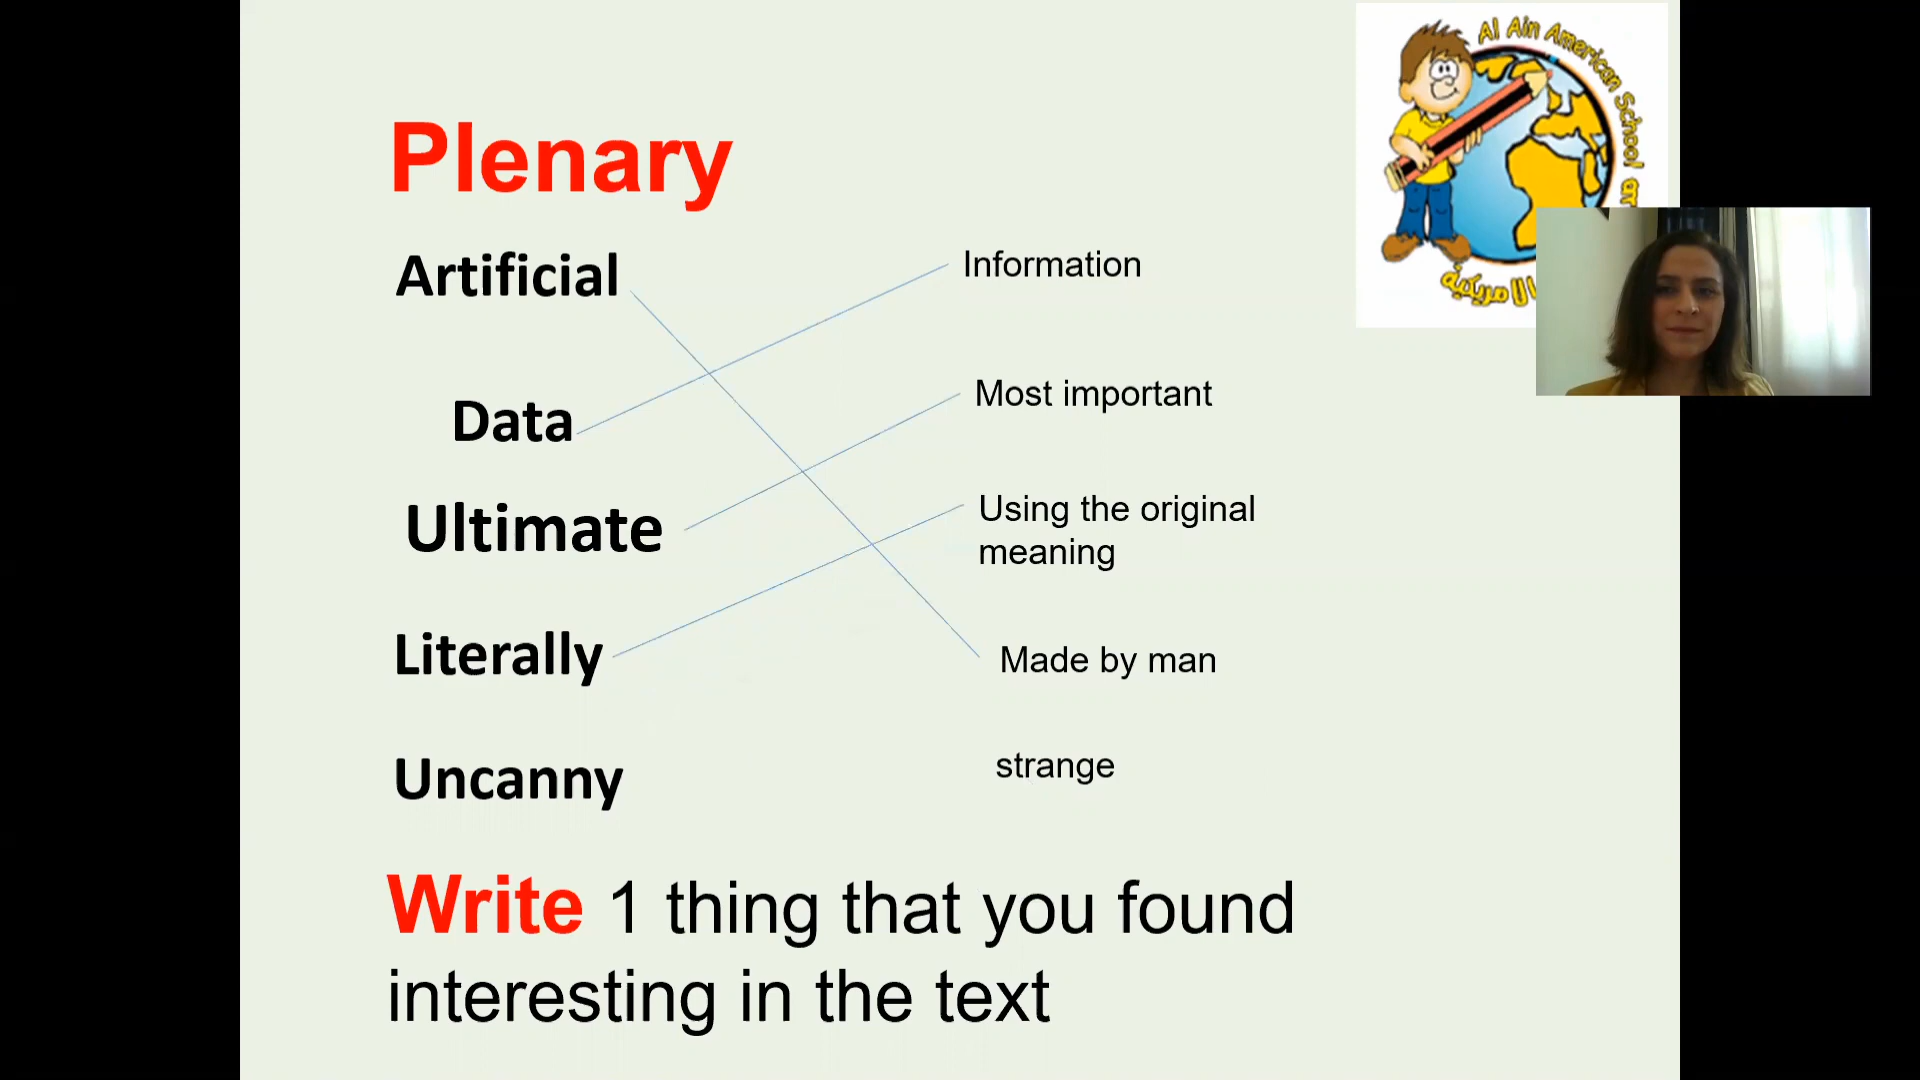 Plenary
Al Ain American School
الامريكية
Artificial
Information
Data
Most important
Ultimate
Using the original
meaning
Literally
Made by man
Uncanny
strange
Write 1 thing that you found
interesting in the text